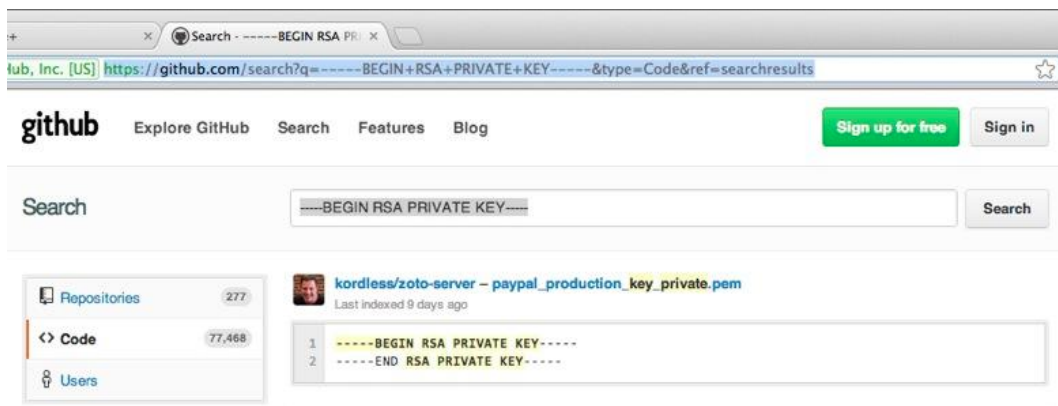 Search - -----BEGIN RSA PR
Hub, Inc. [US] https://github.com/search?q=-----BEGIN+RSA+PRIVATE+KEY-----&type=Code&ref=searchresults
github Explore GitHub Search Features Blog Sign up for free Sign in
Search -----BEGIN RSA PRIVATE KEY----- Search
Repositories 277
Code 77,468
Users
kordless/zoto-server – paypal_production_key_private.pem
Last indexed 9 days ago
1 -----BEGIN RSA PRIVATE KEY-----
2 -----END RSA PRIVATE KEY-----